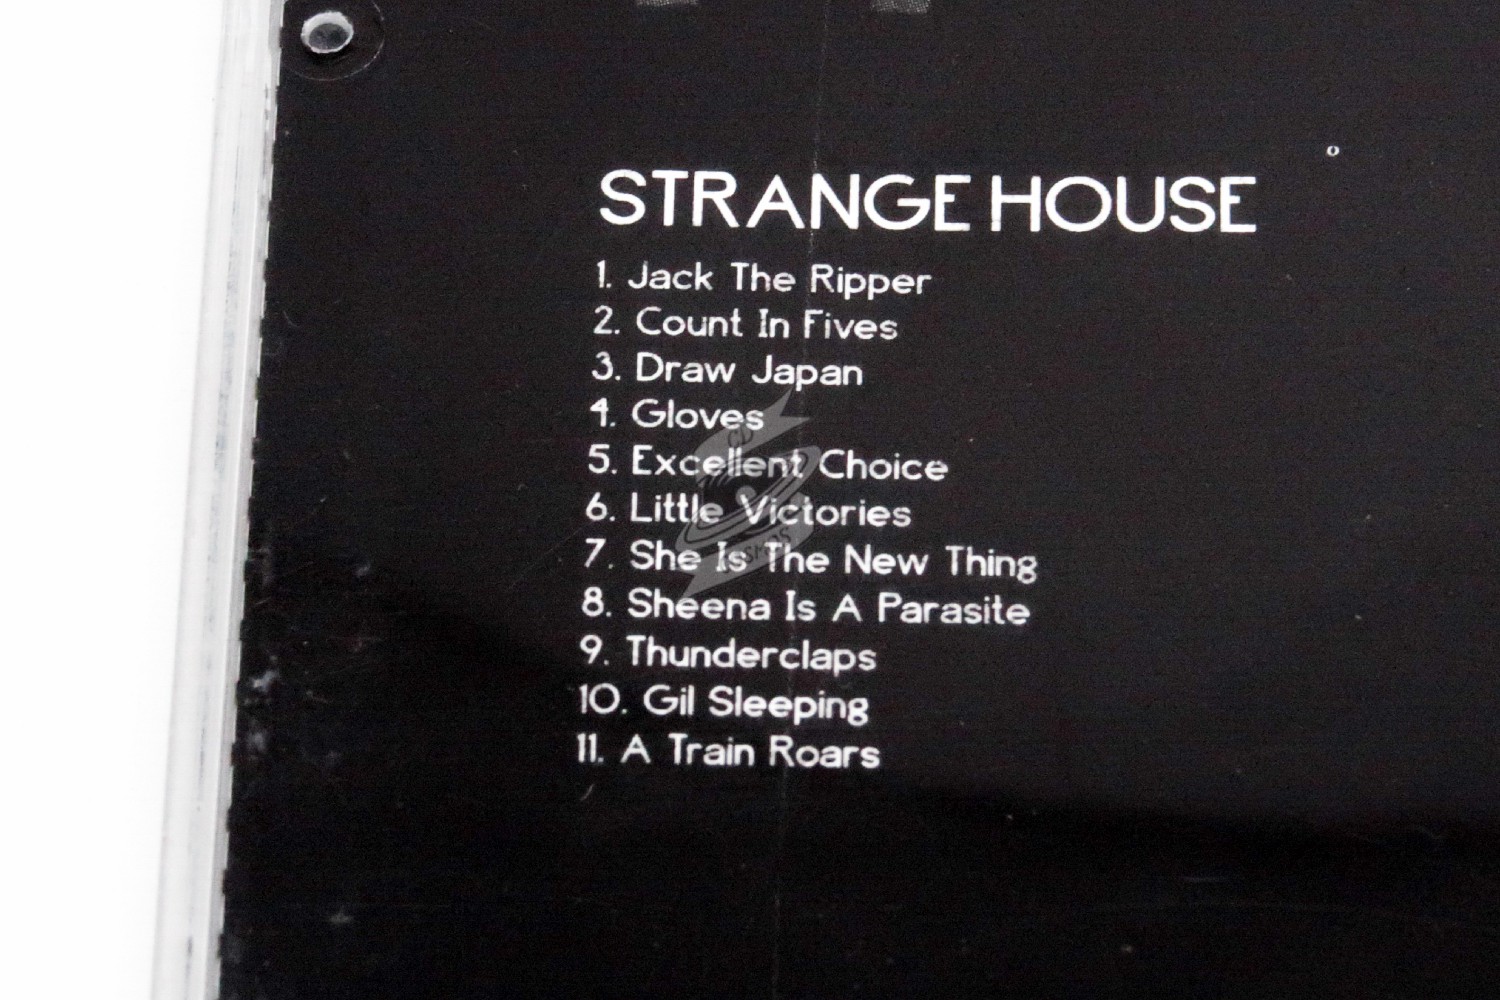 STRANGE HOUSE
1. Jack The Ripper
2. Count In Fives
3. Draw Japan
4. Gloves
5. Excellent Choice
6. Little Victories
7. She Is The New Thing
8. Sheena Is A Parasite
9. Thunderclaps
10. Gil Sleeping
11. A Train Roars
CD